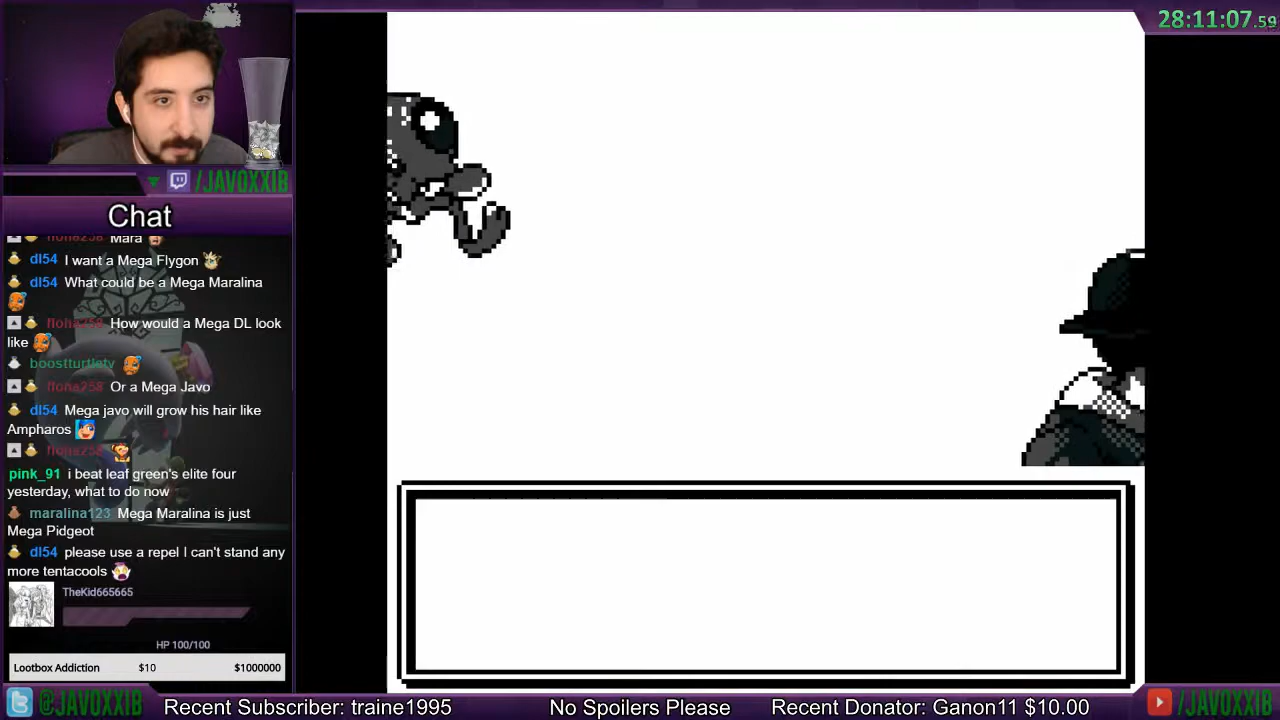 28:11:07.59
/JAVOXXIB
Chat
Mara
dl54 I want a Mega Flygon
dl54 What could be a Mega Maralina
How would a Mega DL look
like
boostturtletv
Or a Mega Javo
dl54 Mega javo will grow his hair like
Ampharos
pink_91 i beat leaf green's elite four
yesterday, what to do now
maralina123 Mega Maralina is just
Mega Pidgeot
dl54 please use a repel I can't stand any
more tentacools
TheKid665665
HP 100/100
Lootbox Addiction $10 $1000000
@JAVOXXIB Recent Subscriber: traine1995 No Spoilers Please Recent Donator: Ganon11 $10.00 /JAVOXXIB